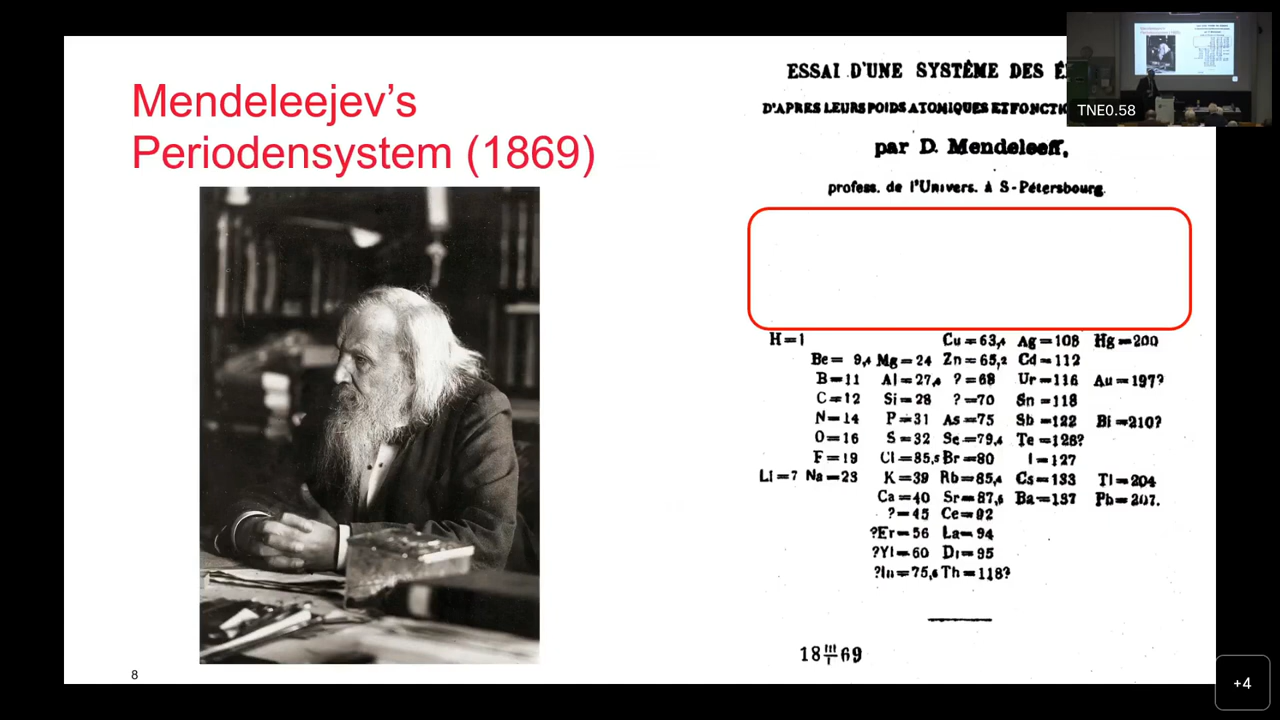 Mendeleejev's
Periodensystem (1869)
ESSAI D'UNE SYSTÈME DES
D'APRÈS LEURS POIDS ATOMIQUES ET
par D. Mendeleeff,
profess. de l'Univers. à S-Pétersbourg.
TNE0.58
H=1 Cu=63,4 Ag=108 Hg=200
Be=9,4 Mg=24 Zn=65,2 Cd=112
B=11 Al=27,4 ?=68 Ur=116 Au=197?
C=12 Si=28 ?=70 Sn=118
N=14 P=31 As=75 Sb=122 Bi=210?
O=16 S=32 Se=79,4 Te=128?
F=19 Cl=35,5 Br=80 I=127
Li=7 Na=23 K=39 Rb=85,4 Cs=133 Tl=204
Ca=40 Sr=87,6 Ba=137 Pb=207.
?=45 Ce=92
?Er=56 La=94
?Yt=60 Di=95
?In=75,6 Th=118?
18 III/I 69
8
+4